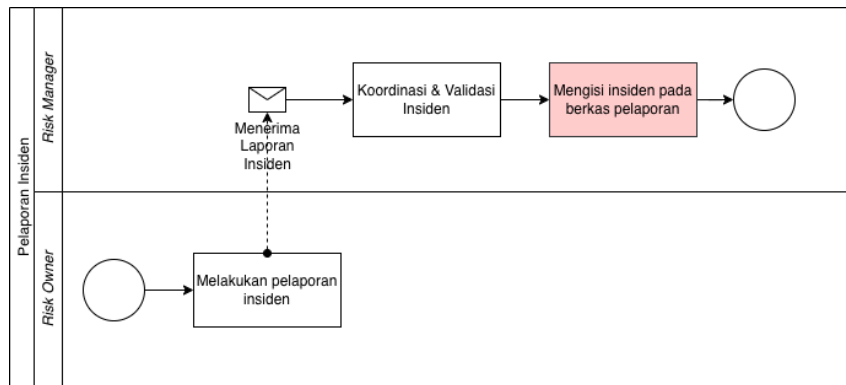 Pelaporan Insiden
Risk Manager
Menerima
Laporan
Insiden
Koordinasi & Validasi
Insiden
Mengisi insiden pada
berkas pelaporan
Risk Owner
Melakukan pelaporan
insiden